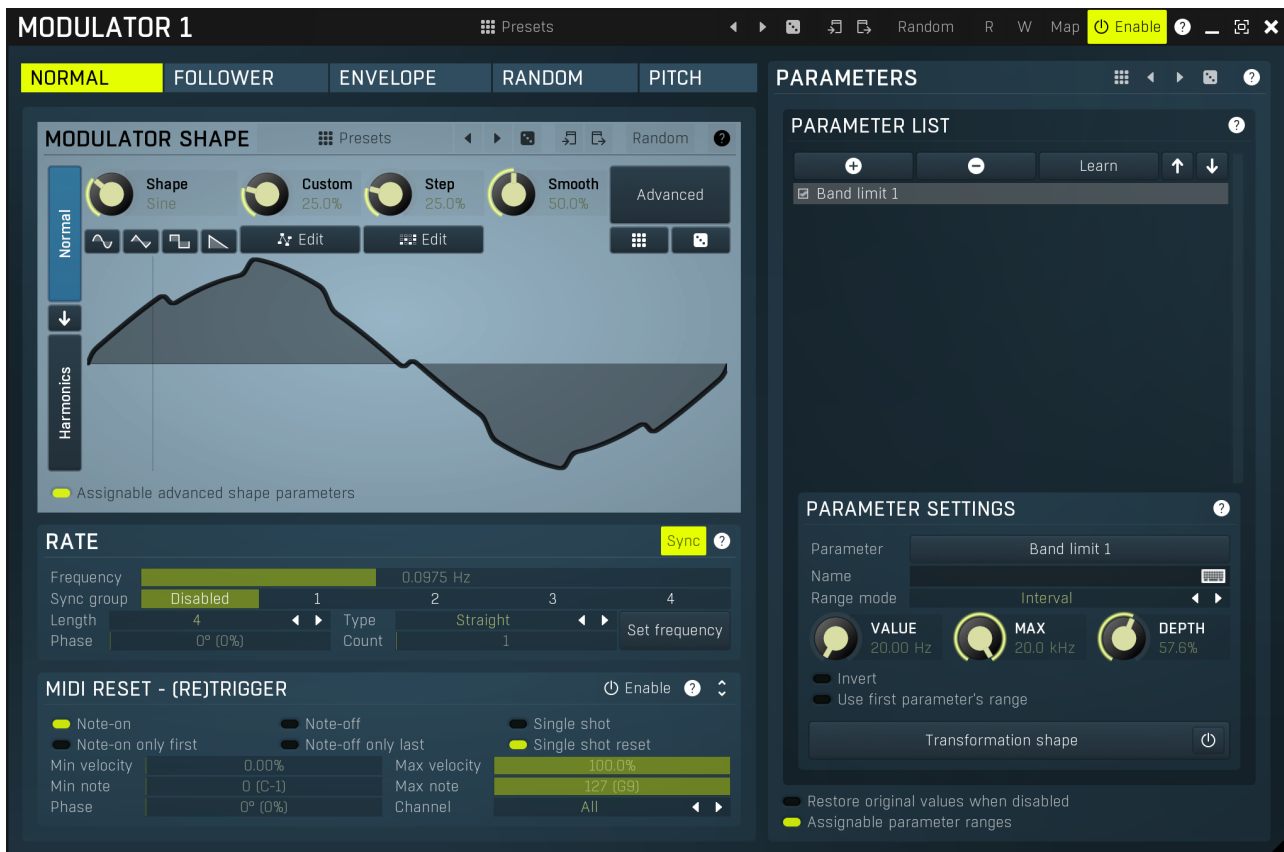 MODULATOR 1 Presets Random R W Map Enable ?
NORMAL FOLLOWER ENVELOPE RANDOM PITCH
MODULATOR SHAPE Presets Random ?
Normal
Harmonics
Shape Custom Step Smooth
Sine 25.0% 25.0% 50.0%
Advanced
Edit Edit
Assignable advanced shape parameters
RATE Sync ?
Frequency 0.0975 Hz
Sync group Disabled 1 2 3 4
Length 4 Type Straight
Phase 0° (0%) Count 1
Set frequency
MIDI RESET - (RE)TRIGGER Enable ?
Note-on Note-off Single shot
Note-on only first Note-off only last Single shot reset
Min velocity 0.00% Max velocity 100.0%
Min note 0 (C-1) Max note 127 (G9)
Phase 0° (0%) Channel All
PARAMETERS ?
PARAMETER LIST ?
Learn
Band limit 1
PARAMETER SETTINGS ?
Parameter Band limit 1
Name
Range mode Interval
VALUE MAX DEPTH
20.00 Hz 20.0 kHz 57.6%
Invert
Use first parameter's range
Transformation shape
Restore original values when disabled
Assignable parameter ranges